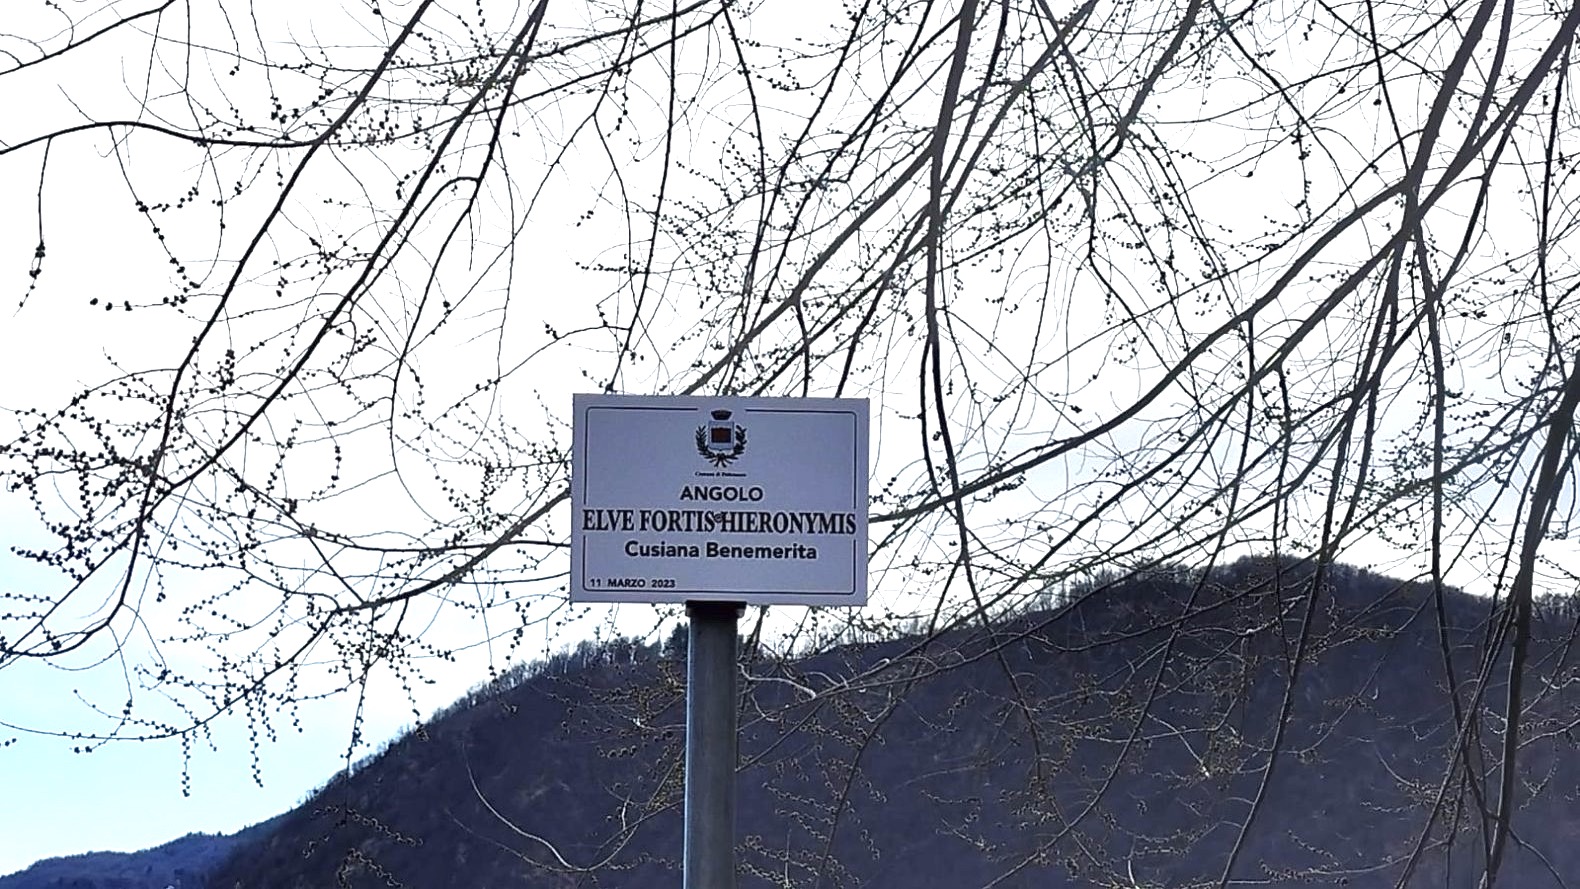 ANGOLO
ELVE FORTIS HIERONYMIS
Cusiana Benemerita
11 MARZO 2023